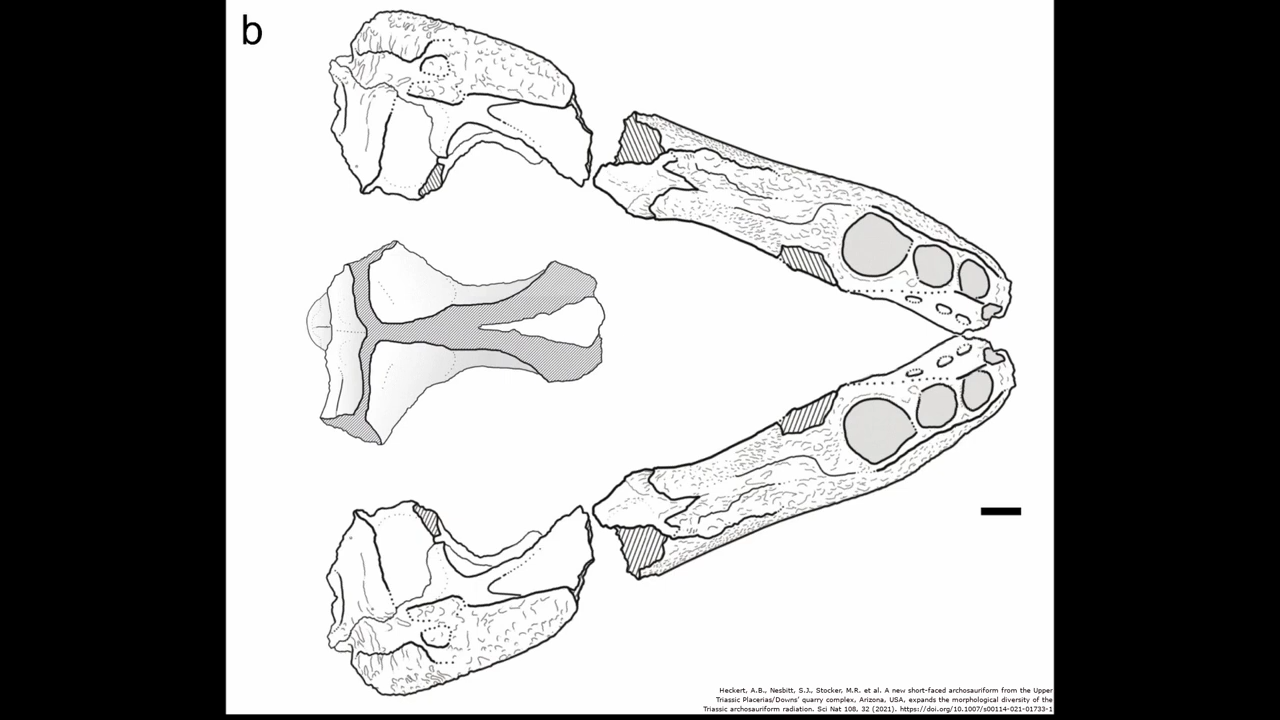 b
Heckert, A.B., Nesbitt, S.J., Stocker, M.R. et al. A new short-faced archosauriform from the Upper
Triassic Placerias/Downs' quarry complex, Arizona, USA, expands the morphological diversity of the
Triassic archosauriform radiation. Sci Nat 108, 32 (2021). https://doi.org/10.1007/s00114-021-01733-1